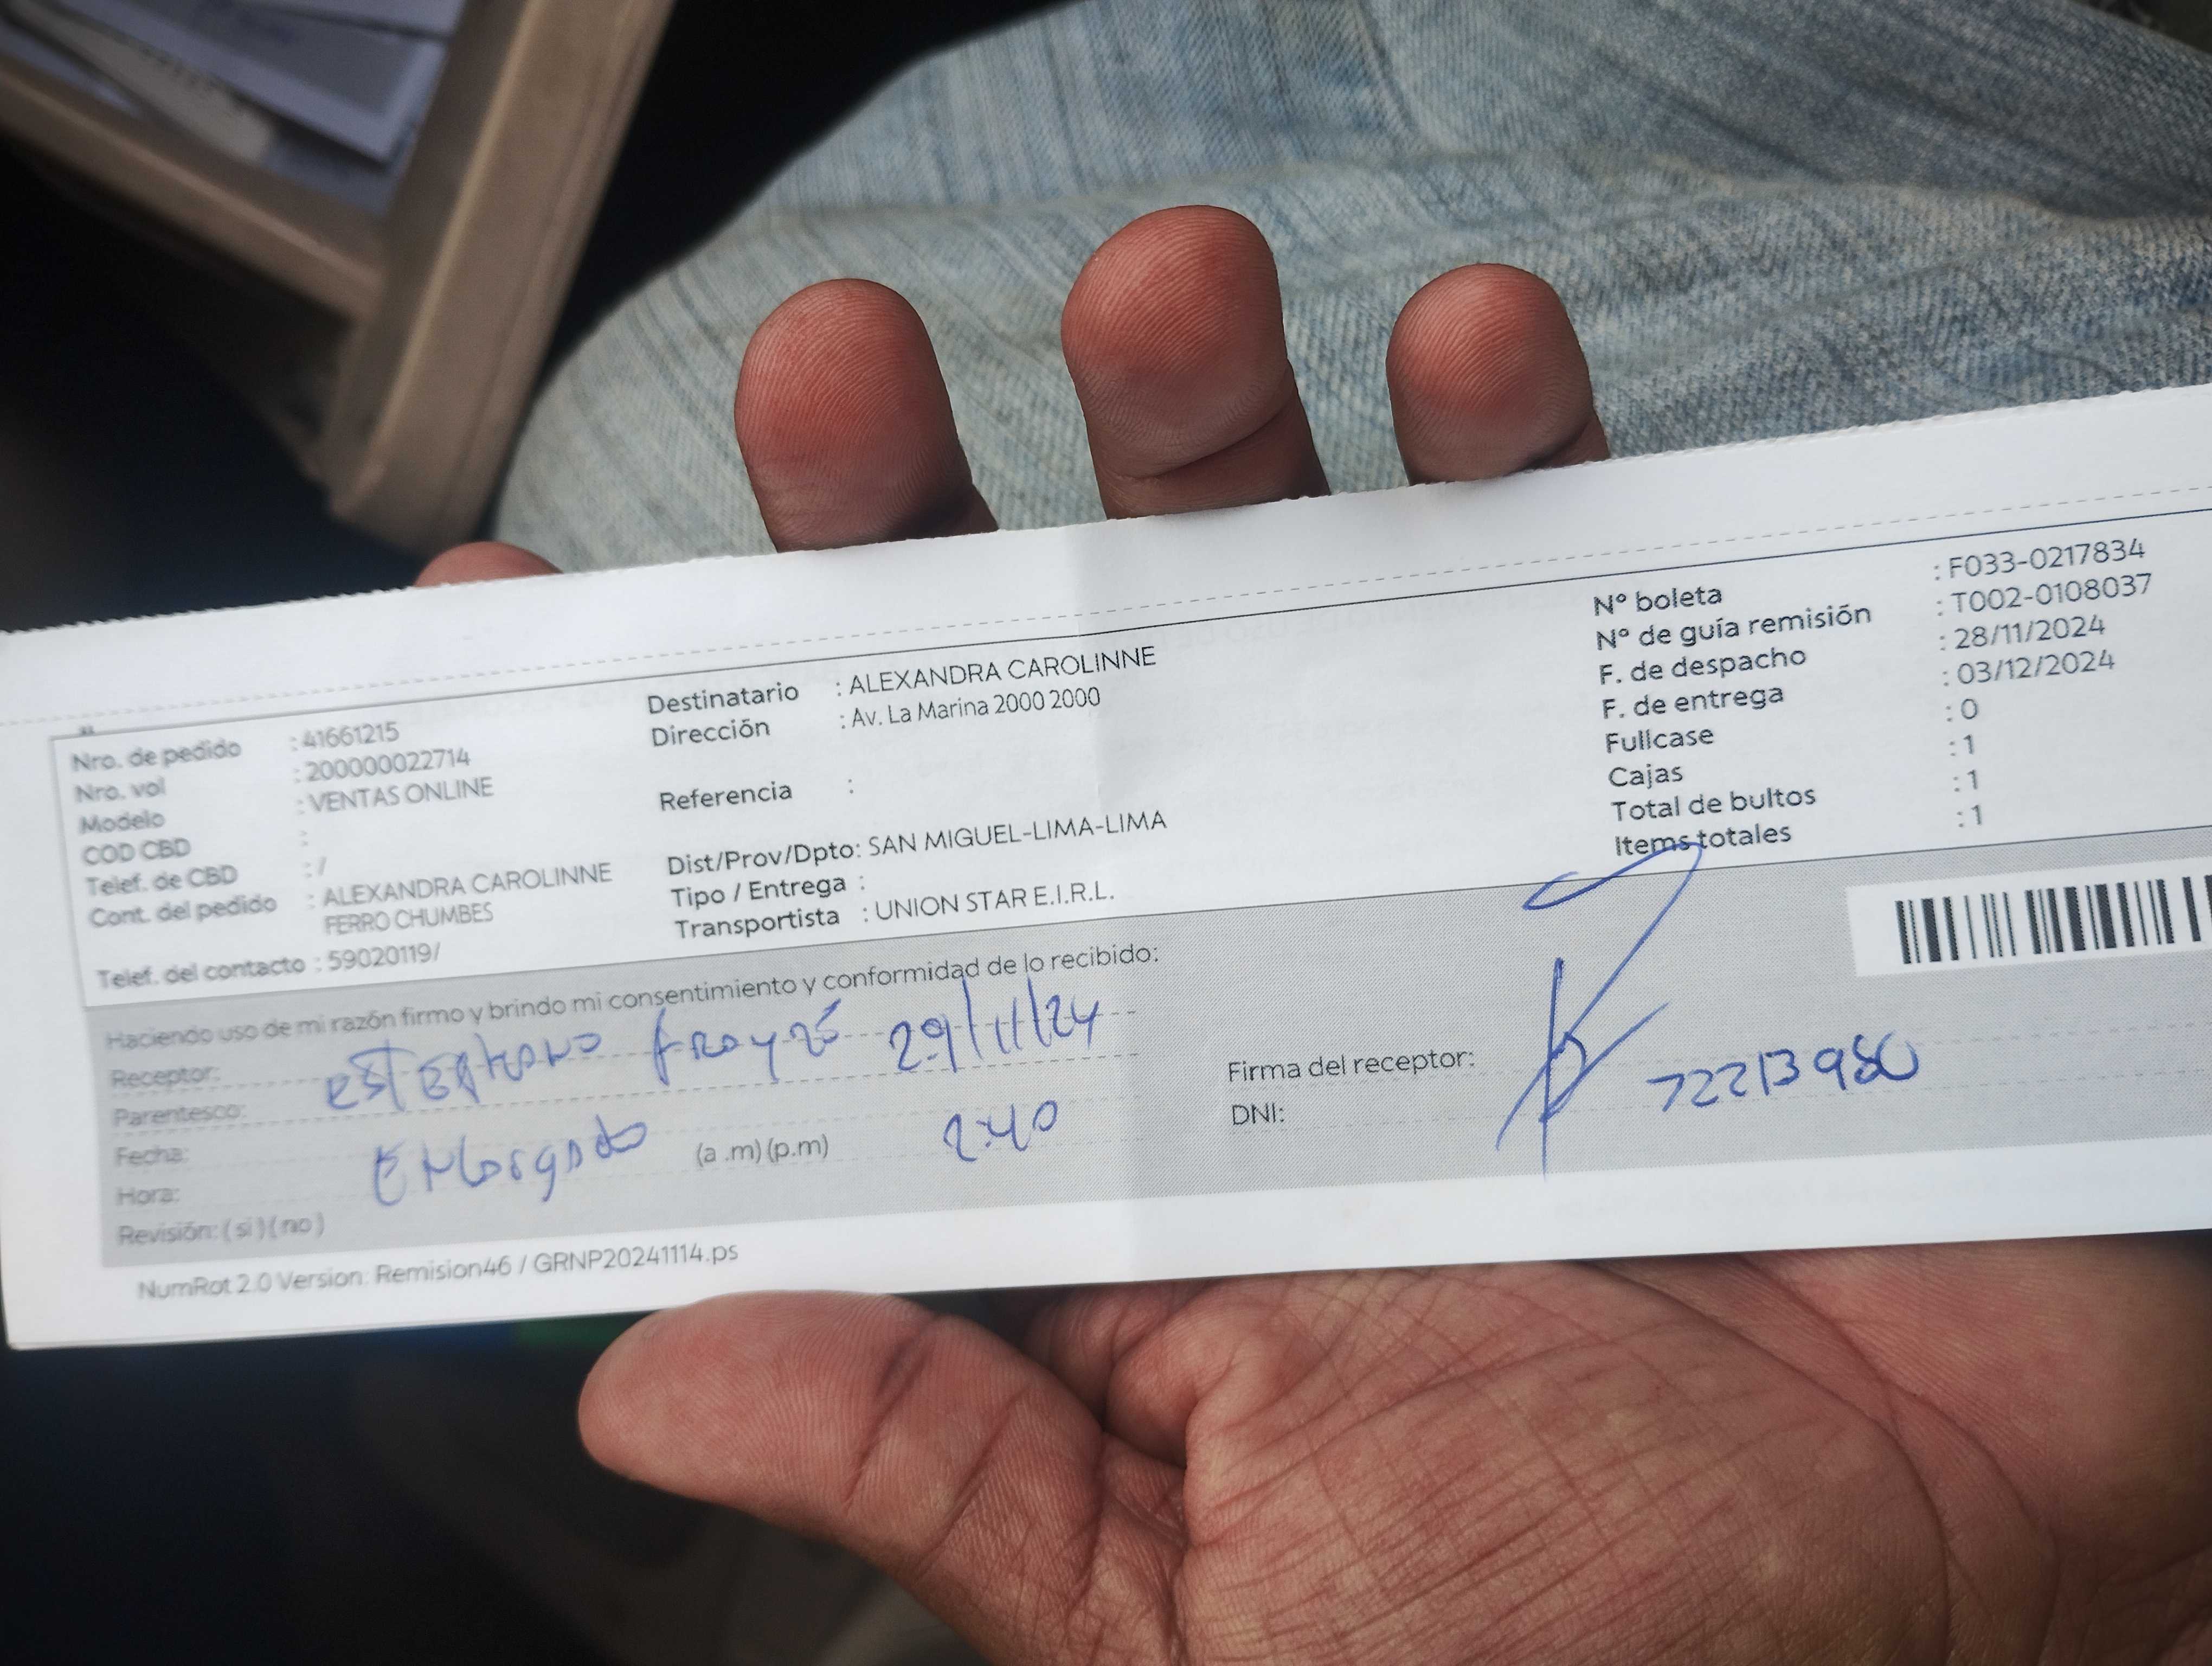 Nro. de pedido : 41661215
Nro. vol : 200000022714
Modelo : VENTAS ONLINE
COD CBD :
Telef. de CBD : /
Cont. del pedido : ALEXANDRA CAROLINNE
FERRO CHUMBES
Telef. del contacto : 59020119/
Destinatario : ALEXANDRA CAROLINNE
Dirección : Av. La Marina 2000 2000
Referencia :
Dist/Prov/Dpto: SAN MIGUEL-LIMA-LIMA
Tipo / Entrega :
Transportista : UNION STAR E.I.R.L.
N° boleta : F033-0217834
N° de guía remisión : T002-0108037
F. de despacho : 28/11/2024
F. de entrega : 03/12/2024
Fullcase : 0
Cajas : 1
Total de bultos : 1
Items totales : 1
Haciendo uso de mi razón firmo y brindo mi consentimiento y conformidad de lo recibido:
Receptor: 29/11/24
Parentesco:
Fecha:
Hora: (a .m) (p.m) 2:40
Revisión: ( si ) ( no )
Firma del receptor:
DNI: 72213980
NumRot 2.0 Version: Remision46 / GRNP20241114.ps